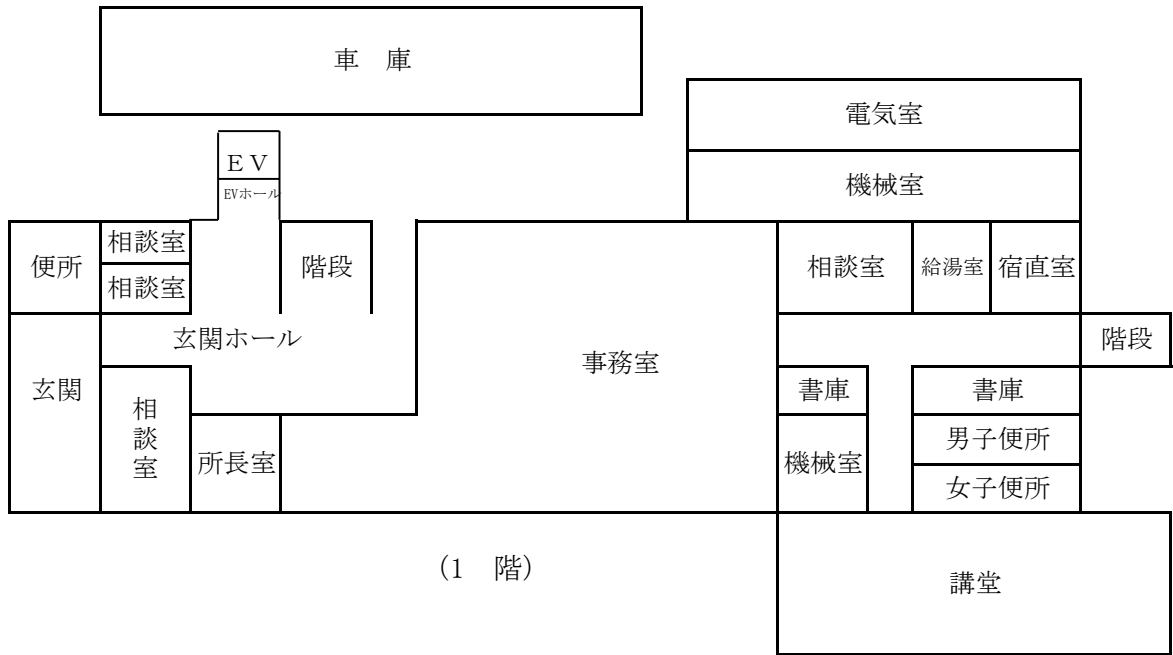 車　庫
電気室
ＥＶ
機械室
EVホール
相談室
便所
階段
相談室
給湯室
宿直室
相談室
玄関ホール
階段
事務室
玄関
書庫
書庫
相談室
男子便所
所長室
機械室
女子便所
(1　階)
講堂